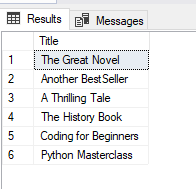 Results Messages
Title
1 The Great Novel
2 Another BestSeller
3 A Thrilling Tale
4 The History Book
5 Coding for Beginners
6 Python Masterclass